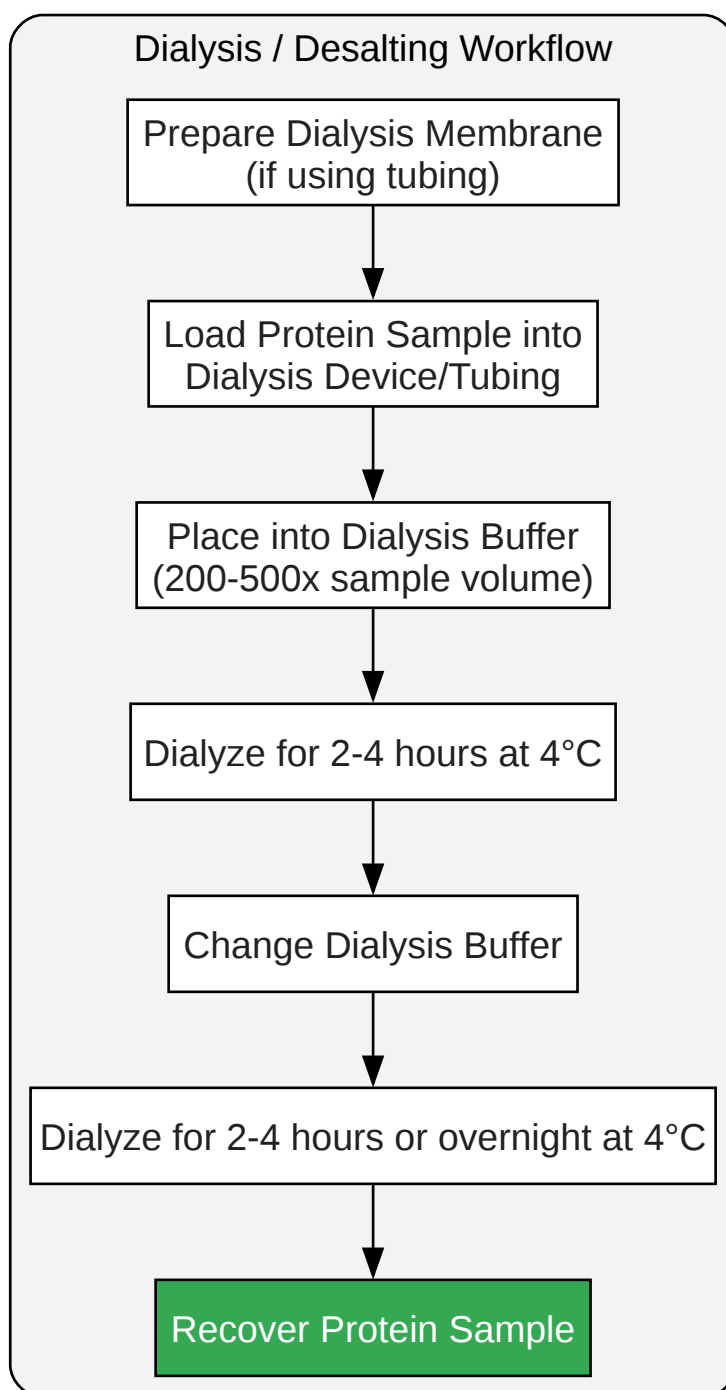 Dialysis / Desalting Workflow
Prepare Dialysis Membrane
(if using tubing)
Load Protein Sample into
Dialysis Device/Tubing
Place into Dialysis Buffer
(200-500x sample volume)
Dialyze for 2-4 hours at 4°C
Change Dialysis Buffer
Dialyze for 2-4 hours or overnight at 4°C
Recover Protein Sample